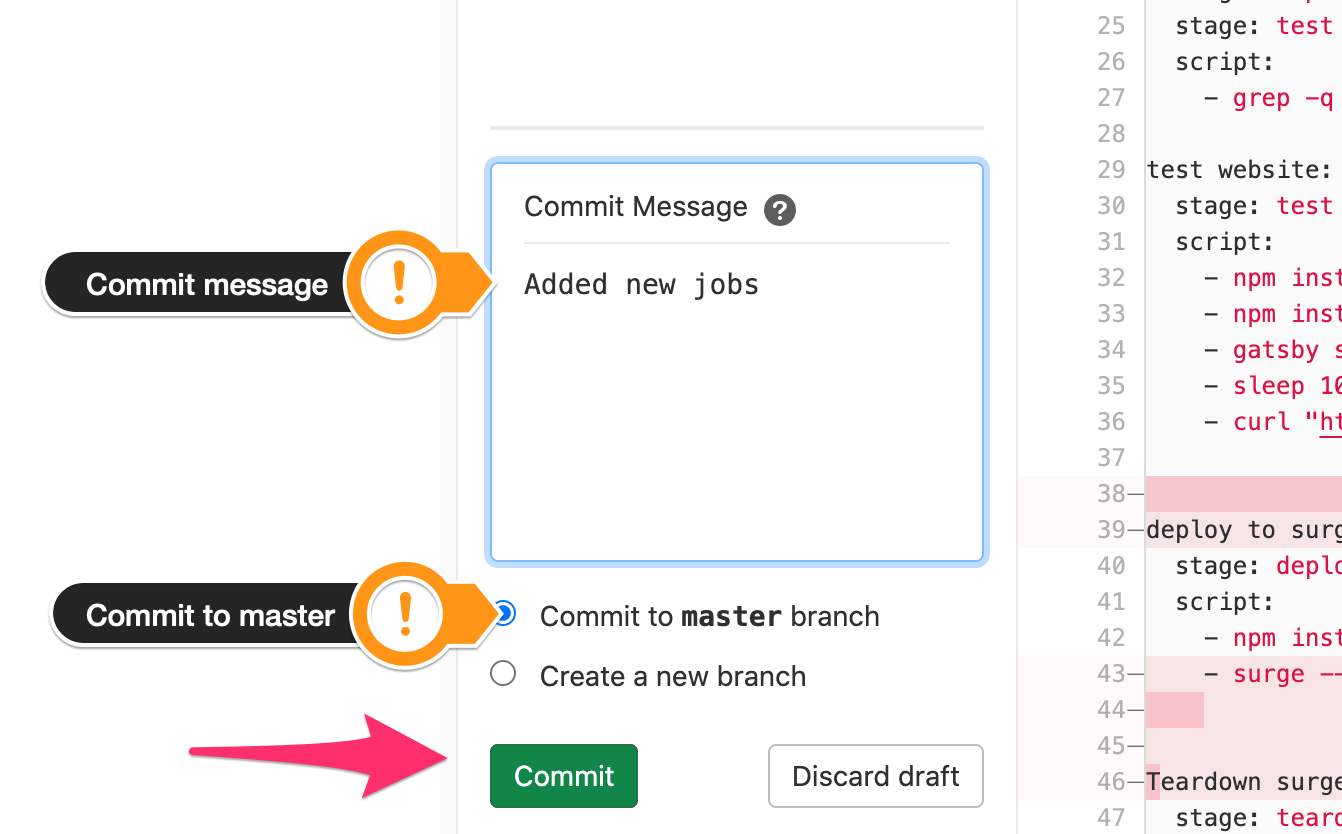 Commit message
Commit to master
Commit Message ?
Added new jobs
Commit to master branch
Create a new branch
Commit
Discard draft
25 stage: test
26 script:
27 - grep -q
28
29 test website:
30 stage: test
31 script:
32 - npm inst
33 - npm inst
34 - gatsby s
35 - sleep 10
36 - curl "ht
37
38—
39—deploy to surg
40 stage: deplo
41 script:
42 - npm inst
43— - surge --
44—
45—
46—Teardown surge
47 stage: teard